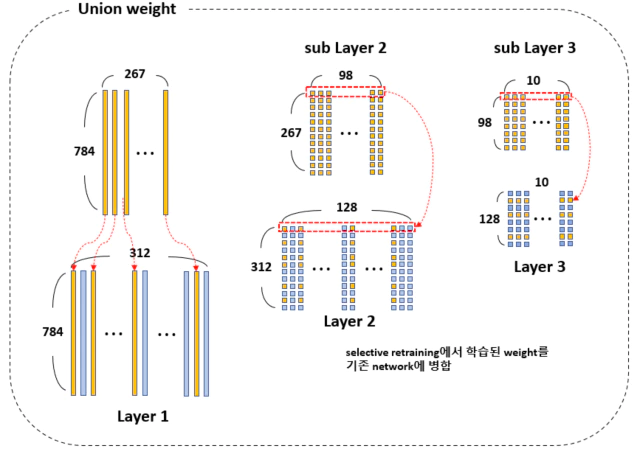 Union weight
sub Layer 2
sub Layer 3
267
98
10
784
...
267
...
98
...
312
128
10
784
...
...
312
...
...
128
...
Layer 1
Layer 2
Layer 3
selective retraining에서 학습된 weight를
기존 network에 병합